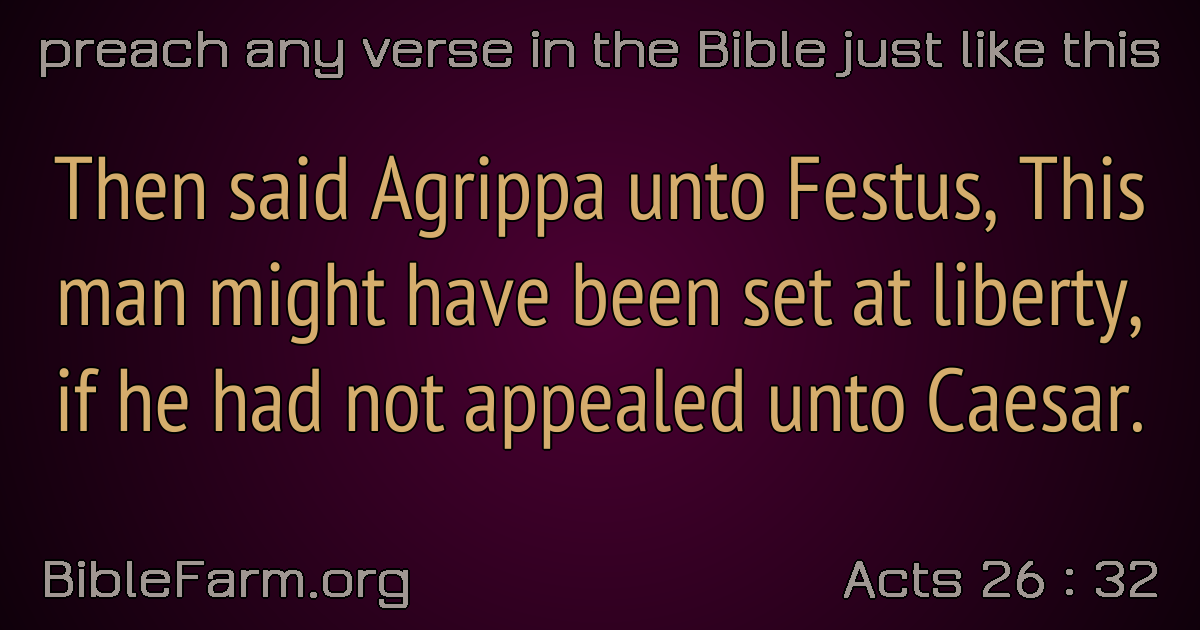 preach any verse in the Bible just like this
Then said Agrippa unto Festus, This
man might have been set at liberty,
if he had not appealed unto Caesar.
BibleFarm.org
Acts 26 : 32